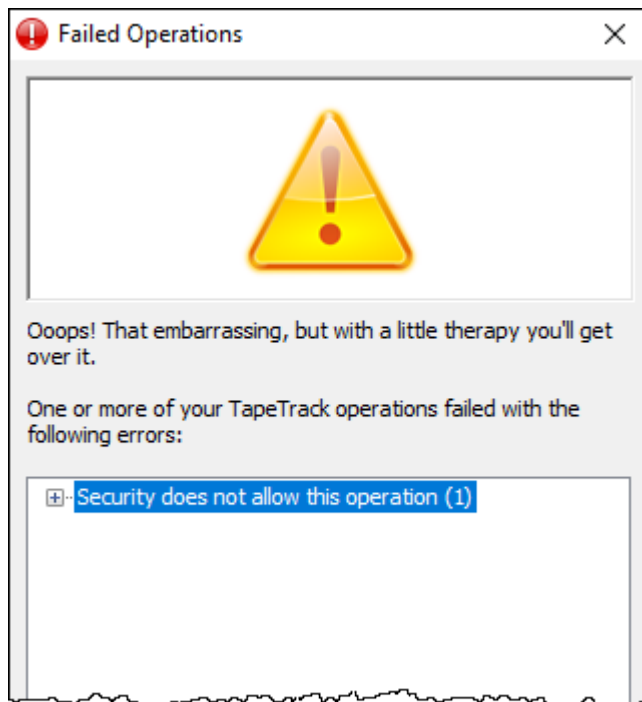 Failed Operations
Ooops! That embarrassing, but with a little therapy you'll get
over it.
One or more of your TapeTrack operations failed with the
following errors:
Security does not allow this operation (1)